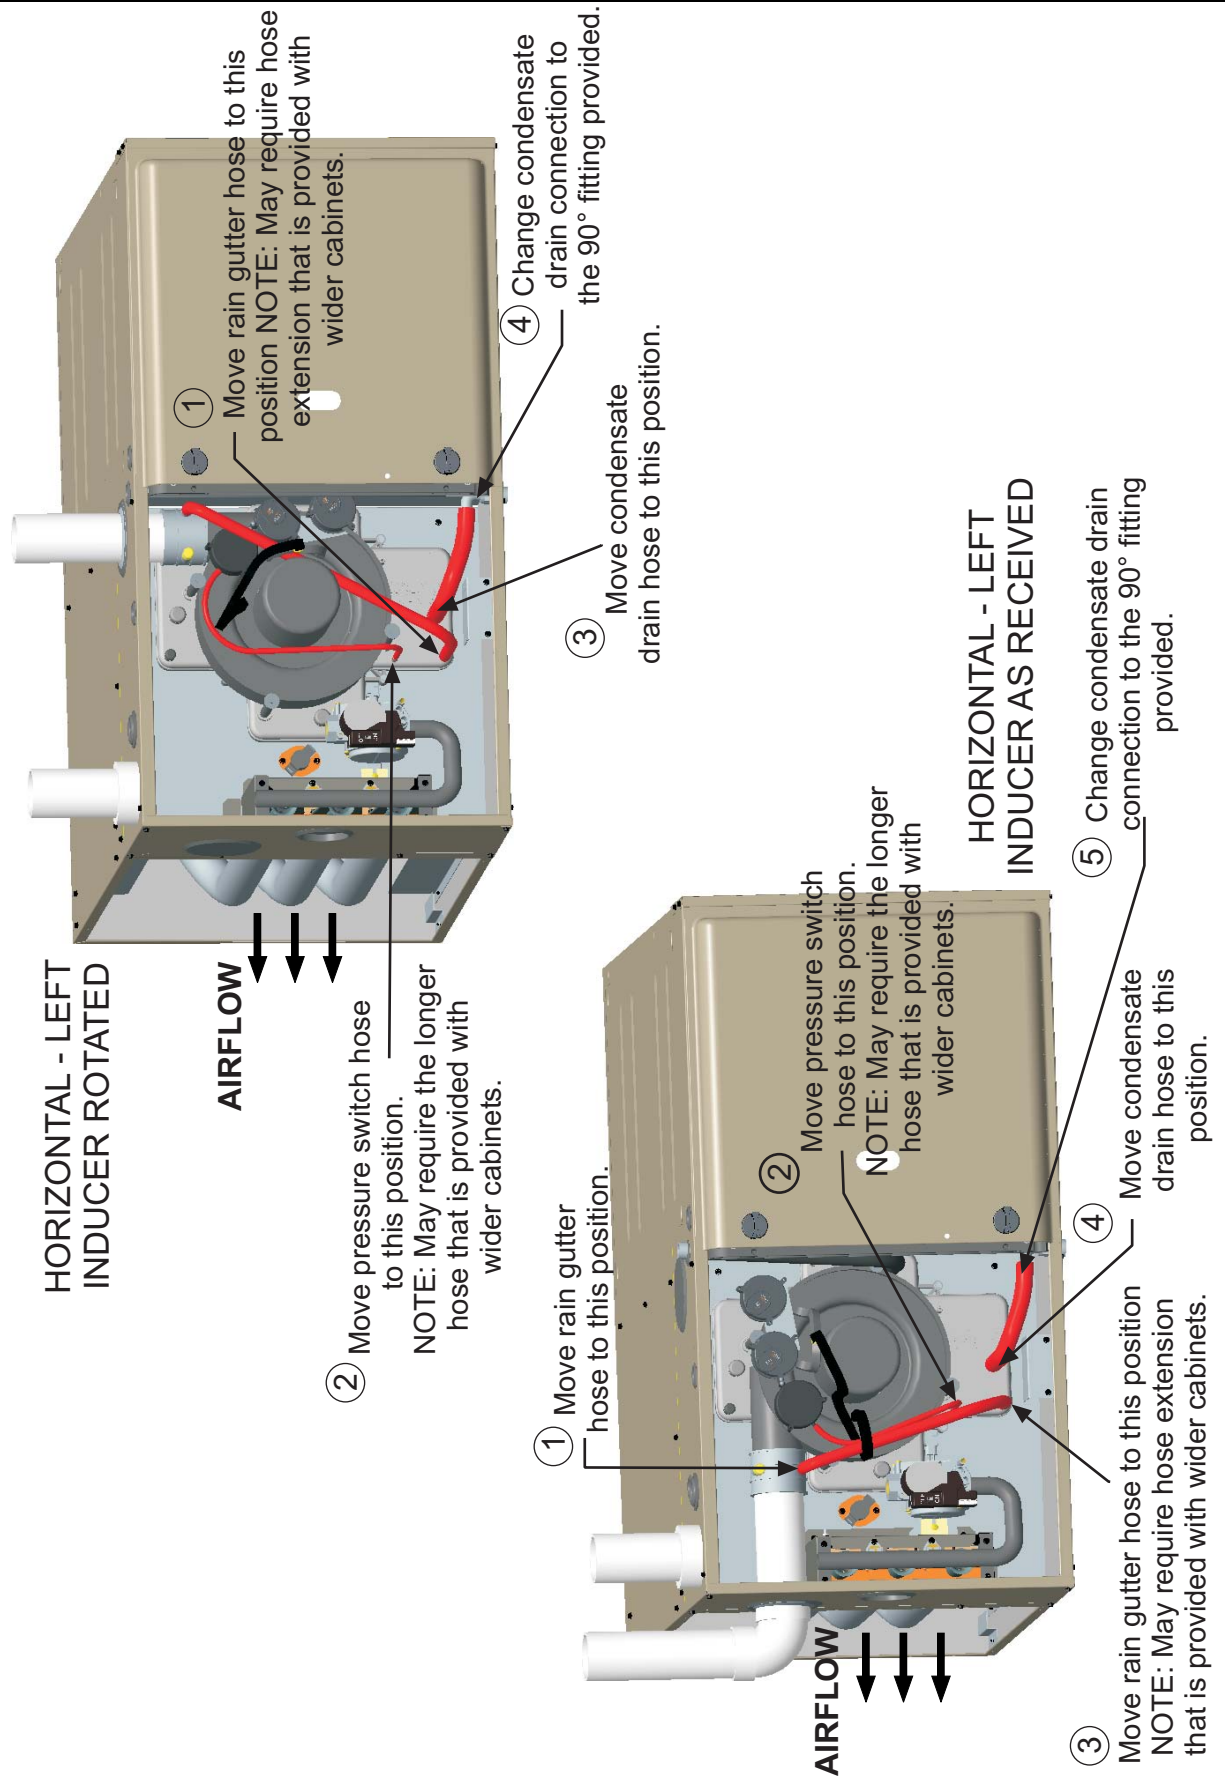 HORIZONTAL - LEFT
INDUCER ROTATED
AIRFLOW
1
Move rain gutter hose to this
position NOTE: May require hose
extension that is provided with
wider cabinets.
2
Move pressure switch hose
to this position.
NOTE: May require the longer
hose that is provided with
wider cabinets.
3
Move condensate
drain hose to this position.
4
Change condensate
drain connection to
the 90° fitting provided.
HORIZONTAL - LEFT
INDUCER AS RECEIVED
AIRFLOW
1
Move rain gutter
hose to this position.
2
Move pressure switch
hose to this position.
NOTE: May require the longer
hose that is provided with
wider cabinets.
3
Move rain gutter hose to this position
NOTE: May require hose extension
that is provided with wider cabinets.
4
Move condensate
drain hose to this
position.
5
Change condensate drain
connection to the 90° fitting
provided.